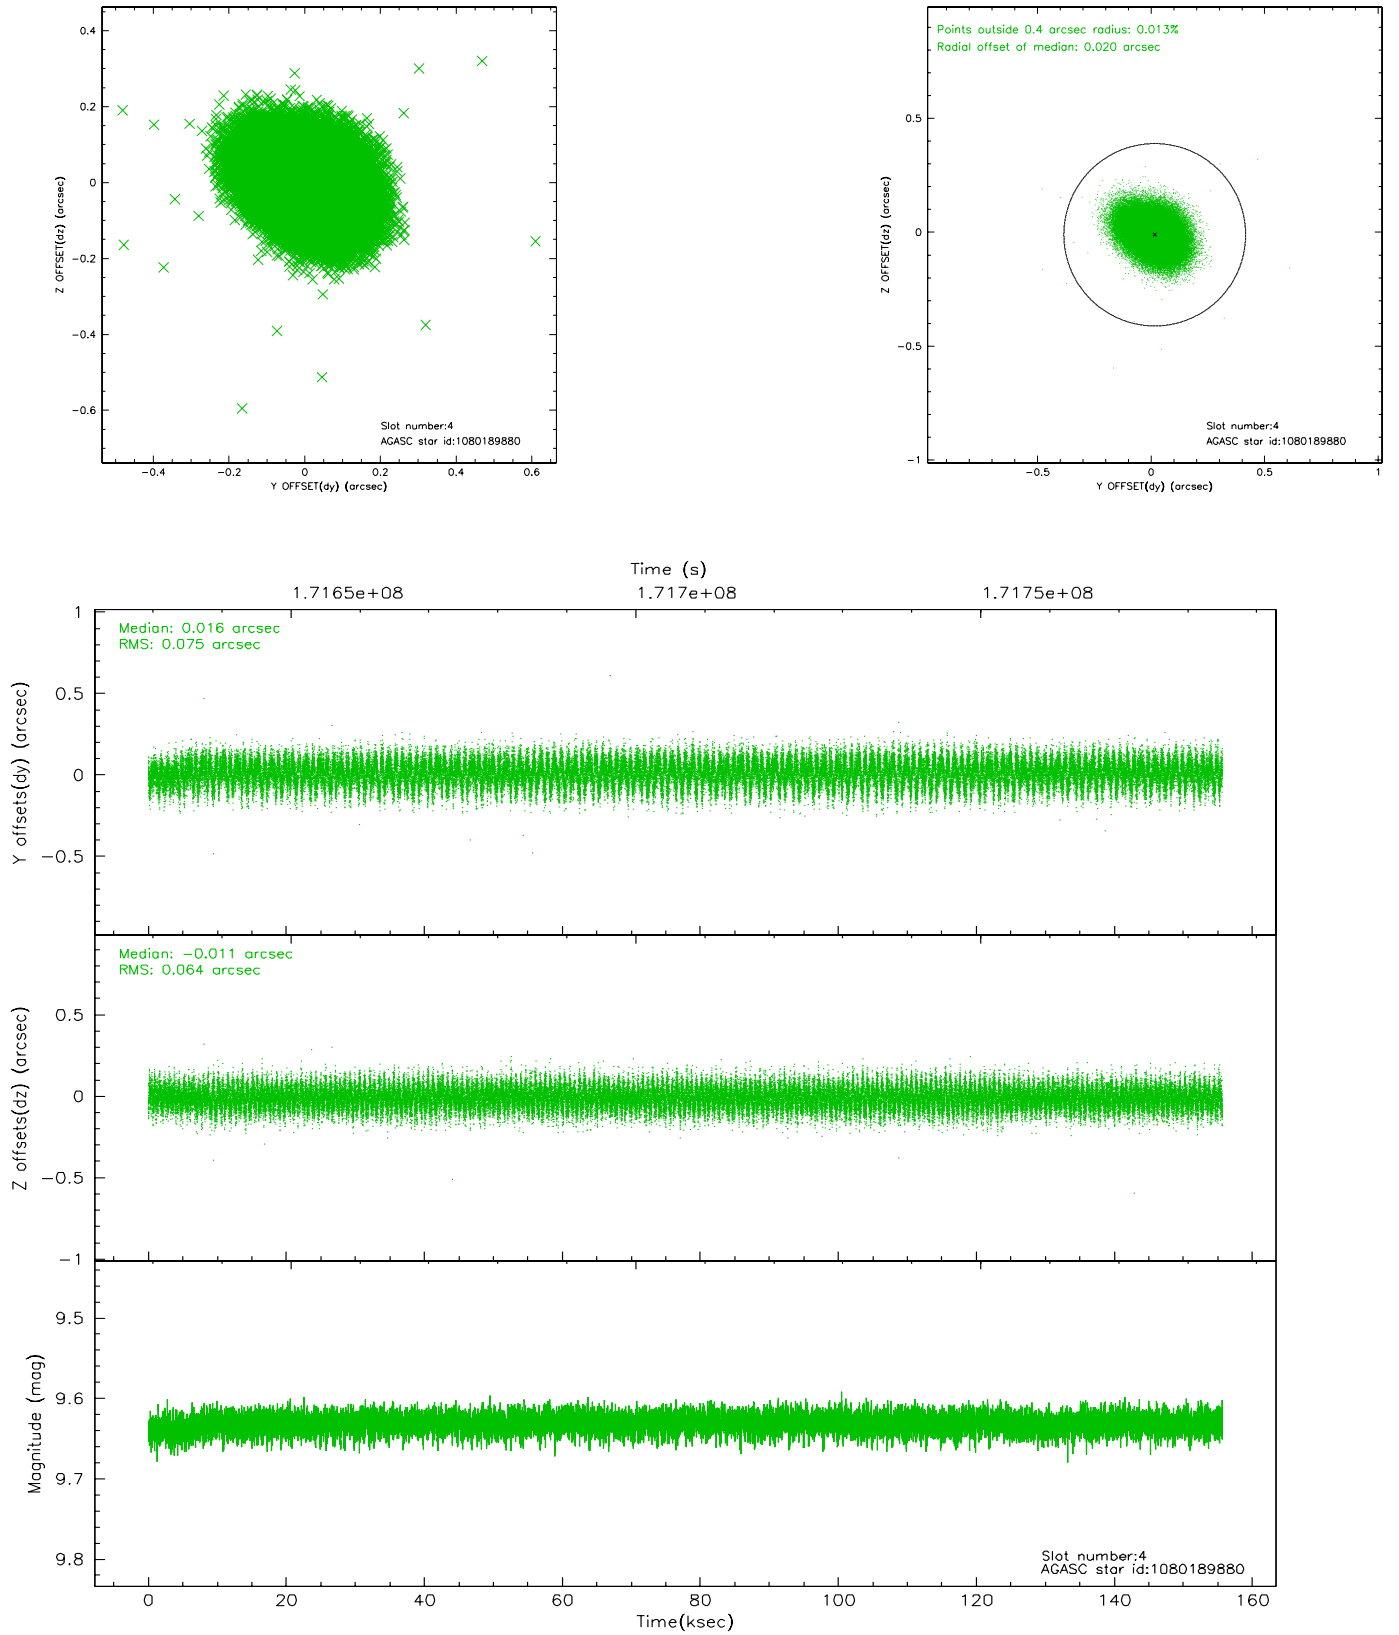 0.4
0.2
0
−0.2
−0.4
−0.6
Z OFFSET(dz) (arcsec)
−0.4
−0.2
0
0.2
0.4
0.6
Y OFFSET(dy) (arcsec)
Slot number:4
AGASC star id:1080189880
Points outside 0.4 arcsec radius: 0.013%
Radial offset of median: 0.020 arcsec
0.5
0
−0.5
−1
Z OFFSET(dz) (arcsec)
−0.5
0
0.5
1
Y OFFSET(dy) (arcsec)
Slot number:4
AGASC star id:1080189880
Time (s)
1.7165e+08
1.717e+08
1.7175e+08
Median: 0.016 arcsec
RMS: 0.075 arcsec
1
0.5
0
−0.5
Y offsets(dy) (arcsec)
Median: −0.011 arcsec
RMS: 0.064 arcsec
0.5
0
−0.5
−1
Z offsets(dz) (arcsec)
9.5
9.6
9.7
9.8
Magnitude (mag)
Slot number:4
AGASC star id:1080189880
0
20
40
60
80
100
120
140
160
Time(ksec)